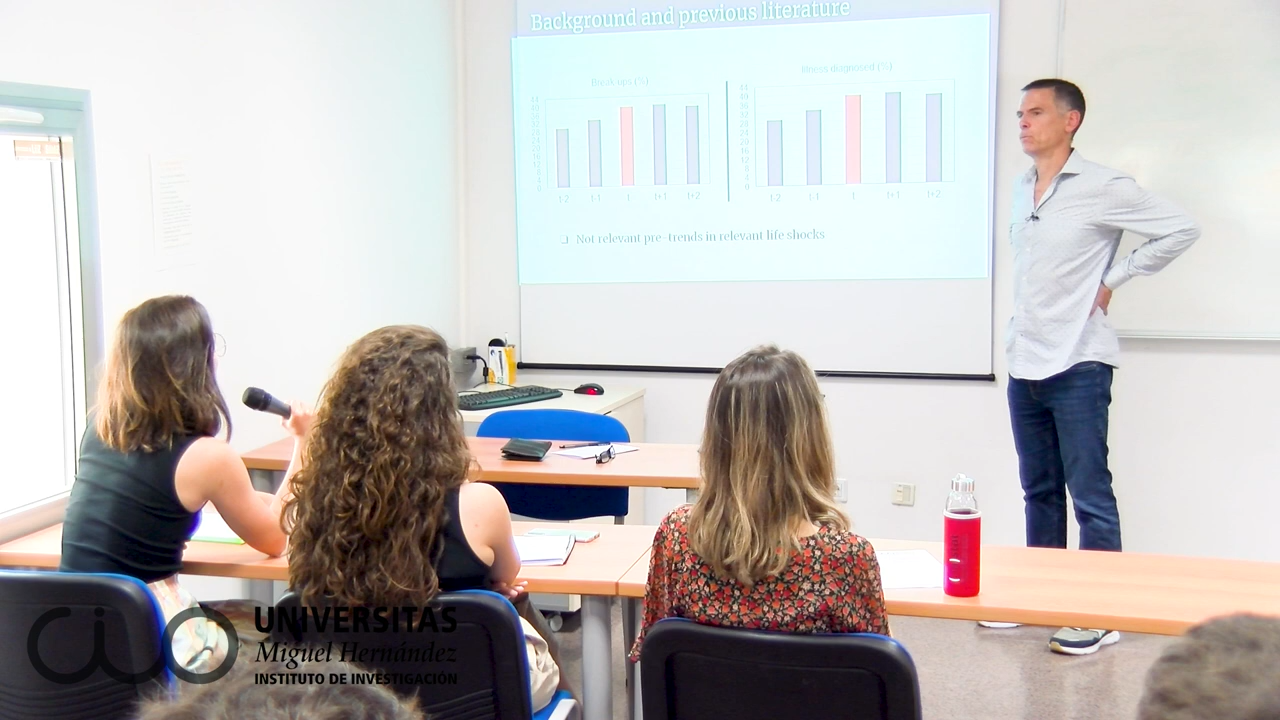 Background and previous literature
Break ups (%)
Illness diagnosed (%)
t-2 t-1 t t+1 t+2
t-2 t-1 t t+1 t+2
Not relevant pre-trends in relevant life shocks
cio
UNIVERSITAS
Miguel Hernández
INSTITUTO DE INVESTIGACIÓN